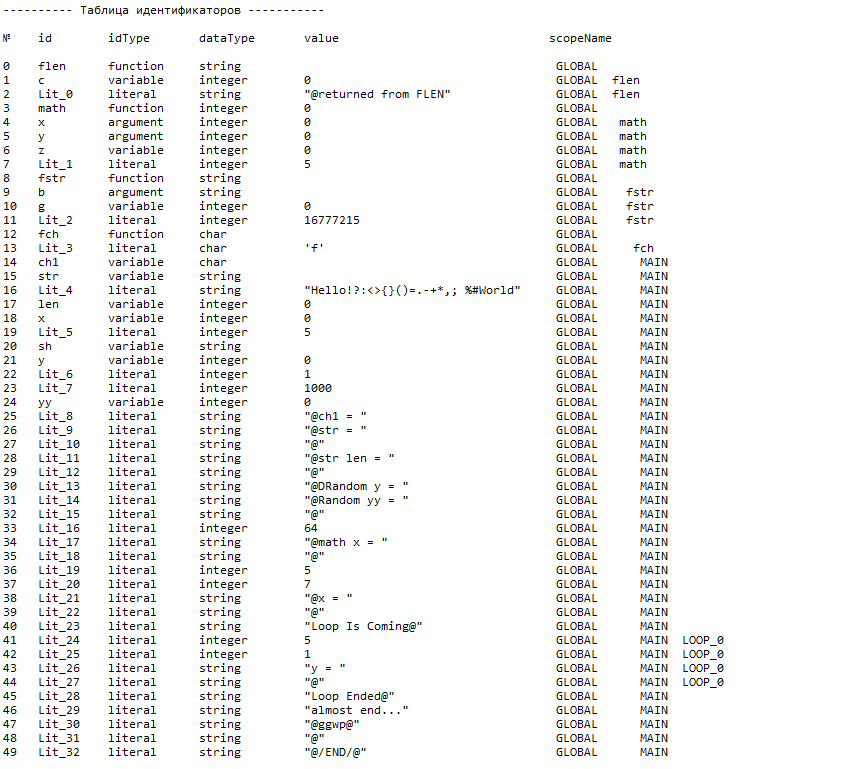 ---------- Таблица идентификаторов -----------
№ id idType dataType value scopeName
0 flen function string GLOBAL
1 c variable integer 0 GLOBAL flen
2 Lit_0 literal string "@returned from FLEN" GLOBAL flen
3 math function integer 0 GLOBAL
4 x argument integer 0 GLOBAL math
5 y argument integer 0 GLOBAL math
6 z variable integer 0 GLOBAL math
7 Lit_1 literal integer 5 GLOBAL math
8 fstr function string GLOBAL
9 b argument string GLOBAL fstr
10 g variable integer 0 GLOBAL fstr
11 Lit_2 literal integer 16777215 GLOBAL fstr
12 fch function char GLOBAL
13 Lit_3 literal char 'f' GLOBAL fch
14 ch1 variable char GLOBAL MAIN
15 str variable string GLOBAL MAIN
16 Lit_4 literal string "Hello!?:<>{}()=.-+*,; %#World" GLOBAL MAIN
17 len variable integer 0 GLOBAL MAIN
18 x variable integer 0 GLOBAL MAIN
19 Lit_5 literal integer 5 GLOBAL MAIN
20 sh variable string GLOBAL MAIN
21 y variable integer 0 GLOBAL MAIN
22 Lit_6 literal integer 1 GLOBAL MAIN
23 Lit_7 literal integer 1000 GLOBAL MAIN
24 yy variable integer 0 GLOBAL MAIN
25 Lit_8 literal string "@ch1 = " GLOBAL MAIN
26 Lit_9 literal string "@str = " GLOBAL MAIN
27 Lit_10 literal string "@" GLOBAL MAIN
28 Lit_11 literal string "@str len = " GLOBAL MAIN
29 Lit_12 literal string "@" GLOBAL MAIN
30 Lit_13 literal string "@DRandom y = " GLOBAL MAIN
31 Lit_14 literal string "@Random yy = " GLOBAL MAIN
32 Lit_15 literal string "@" GLOBAL MAIN
33 Lit_16 literal integer 64 GLOBAL MAIN
34 Lit_17 literal string "@math x = " GLOBAL MAIN
35 Lit_18 literal string "@" GLOBAL MAIN
36 Lit_19 literal integer 5 GLOBAL MAIN
37 Lit_20 literal integer 7 GLOBAL MAIN
38 Lit_21 literal string "@x = " GLOBAL MAIN
39 Lit_22 literal string "@" GLOBAL MAIN
40 Lit_23 literal string "Loop Is Coming@" GLOBAL MAIN
41 Lit_24 literal integer 5 GLOBAL MAIN LOOP_0
42 Lit_25 literal integer 1 GLOBAL MAIN LOOP_0
43 Lit_26 literal string "y = " GLOBAL MAIN LOOP_0
44 Lit_27 literal string "@" GLOBAL MAIN LOOP_0
45 Lit_28 literal string "Loop Ended@" GLOBAL MAIN
46 Lit_29 literal string "almost end..." GLOBAL MAIN
47 Lit_30 literal string "@ggwp@" GLOBAL MAIN
48 Lit_31 literal string "@" GLOBAL MAIN
49 Lit_32 literal string "@/END/@" GLOBAL MAIN